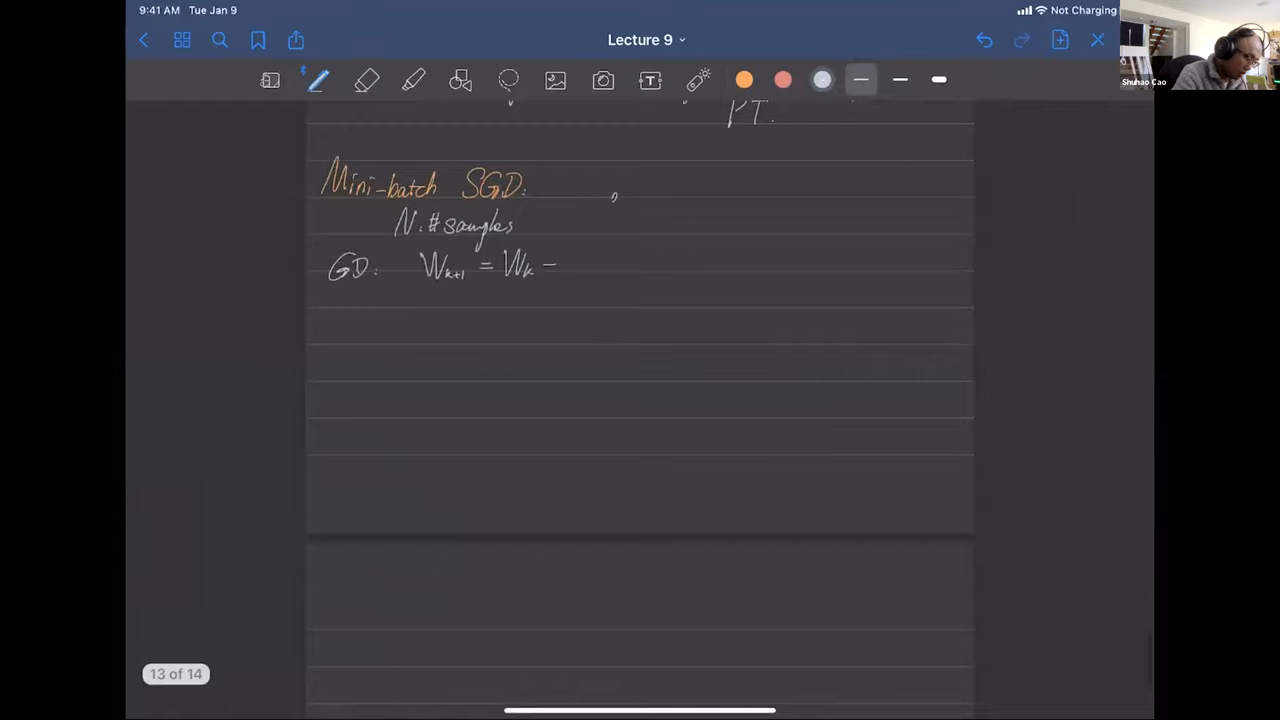 9:41 AM Tue Jan 9
Not Charging
Lecture 9
Shuhao Cao
PT.
Mini-batch SGD:
N: #samples
GD: W_{k+1} = W_k -
13 of 14